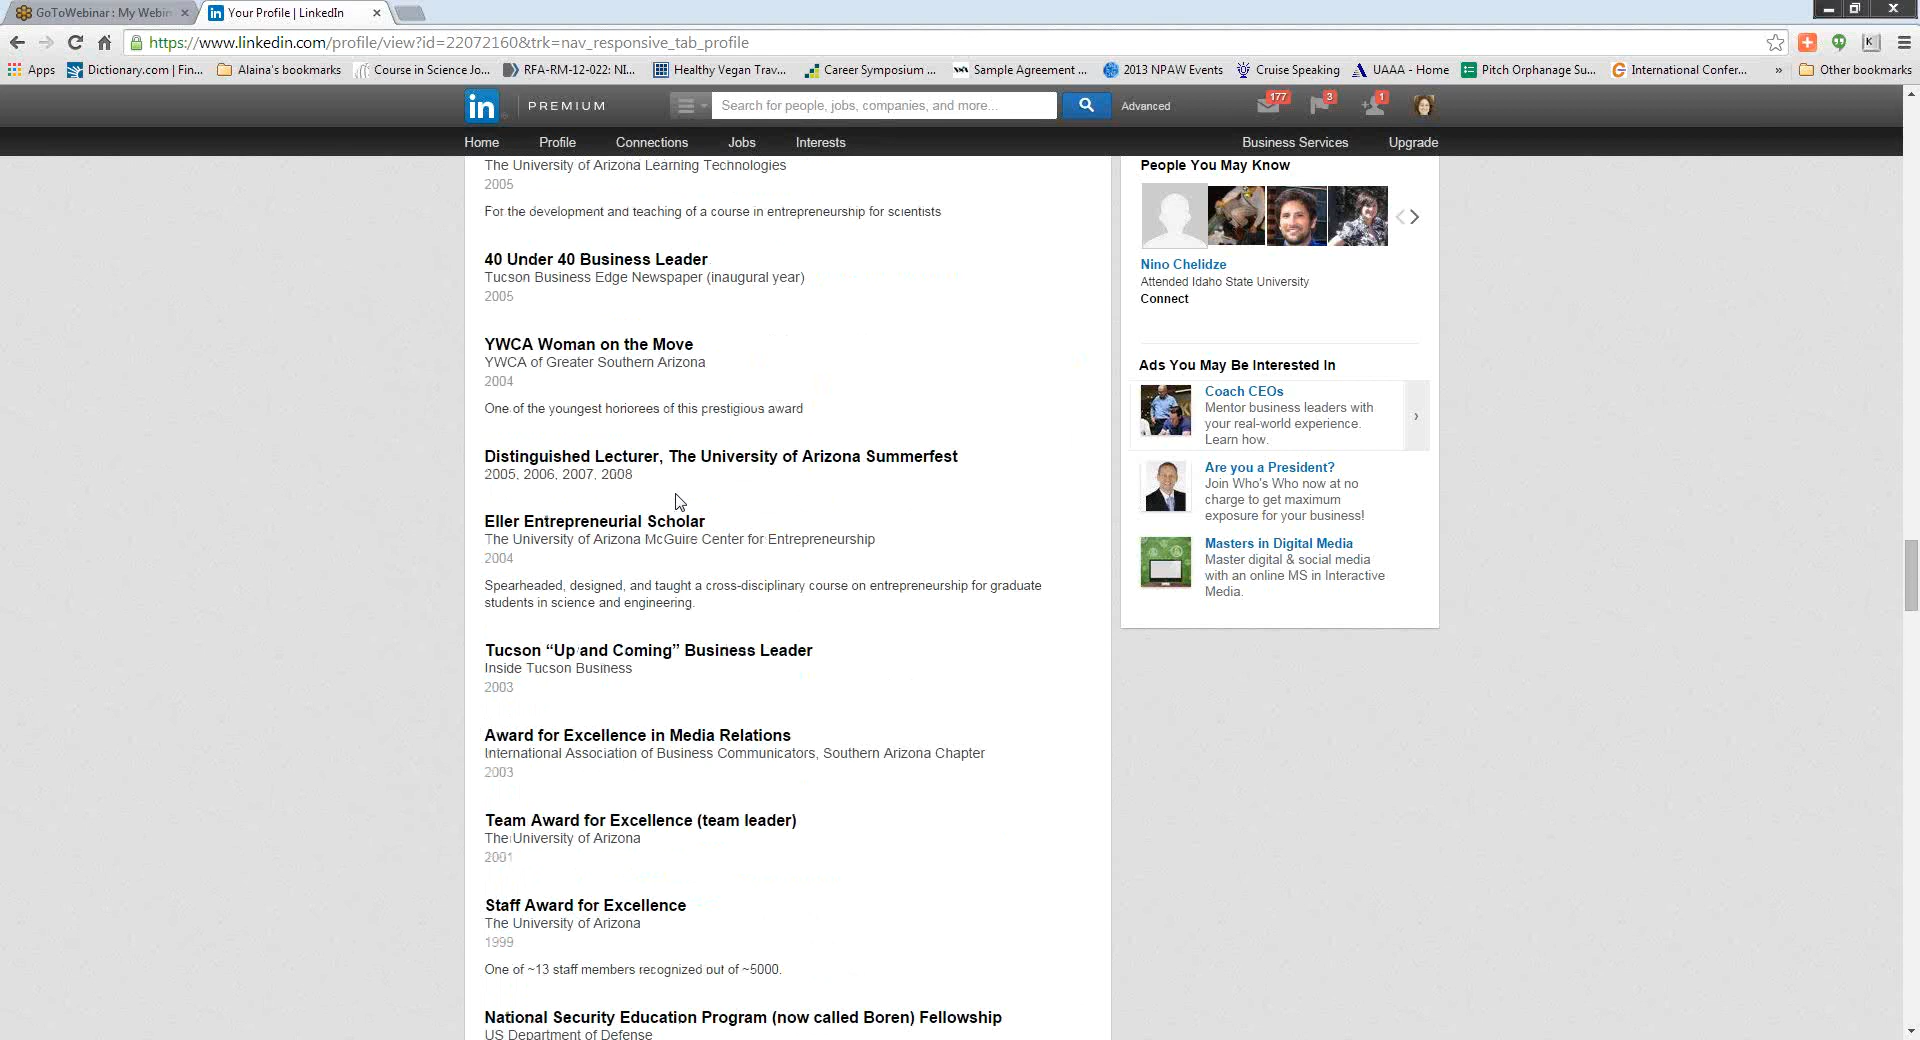 GoToWebinar : My Webin
Your Profile | LinkedIn
https://www.linkedin.com/profile/view?id=22072160&trk=nav_responsive_tab_profile
Apps
Dictionary.com | Fin...
Alaina's bookmarks
Course in Science Jo...
RFA-RM-12-022: NI...
Healthy Vegan Trav...
Career Symposium ...
Sample Agreement ...
2013 NPAW Events
Cruise Speaking
UAAA - Home
Pitch Orphanage Su...
International Confer...
»
Other bookmarks
in
PREMIUM
Search for people, jobs, companies, and more...
Advanced
177
3
1
Home
Profile
Connections
Jobs
Interests
Business Services
Upgrade
The University of Arizona Learning Technologies
2005
For the development and teaching of a course in entrepreneurship for scientists
40 Under 40 Business Leader
Tucson Business Edge Newspaper (inaugural year)
2005
YWCA Woman on the Move
YWCA of Greater Southern Arizona
2004
One of the youngest honorees of this prestigious award
Distinguished Lecturer, The University of Arizona Summerfest
2005, 2006, 2007, 2008
Eller Entrepreneurial Scholar
The University of Arizona McGuire Center for Entrepreneurship
2004
Spearheaded, designed, and taught a cross-disciplinary course on entrepreneurship for graduate
students in science and engineering.
Tucson “Up and Coming” Business Leader
Inside Tucson Business
2003
Award for Excellence in Media Relations
International Association of Business Communicators, Southern Arizona Chapter
2003
Team Award for Excellence (team leader)
The University of Arizona
2001
Staff Award for Excellence
The University of Arizona
1999
One of ~13 staff members recognized out of ~5000.
National Security Education Program (now called Boren) Fellowship
US Department of Defense
People You May Know
Nino Chelidze
Attended Idaho State University
Connect
Ads You May Be Interested In
Coach CEOs
Mentor business leaders with
your real-world experience.
Learn how.
Are you a President?
Join Who's Who now at no
charge to get maximum
exposure for your business!
Masters in Digital Media
Master digital & social media
with an online MS in Interactive
Media.